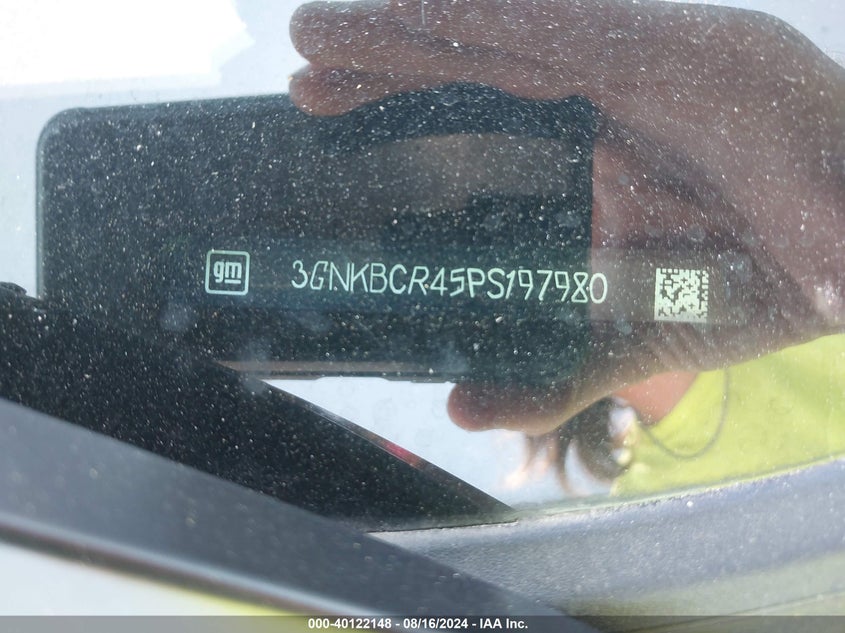 gm 3GNKBCR45PS197980
000-40122148 - 08/16/2024 - IAA Inc.